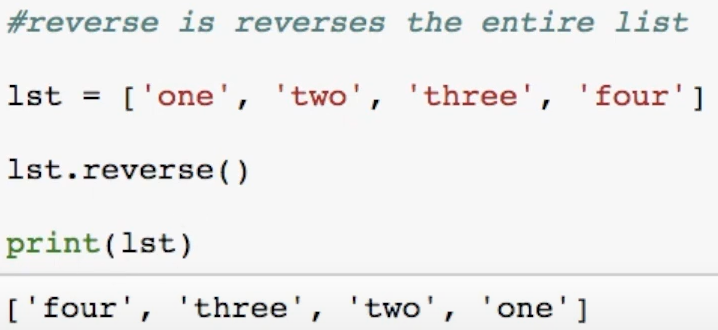 #reverse is reverses the entire list
lst = ['one', 'two', 'three', 'four']
lst.reverse()
print(lst)
['four', 'three', 'two', 'one']